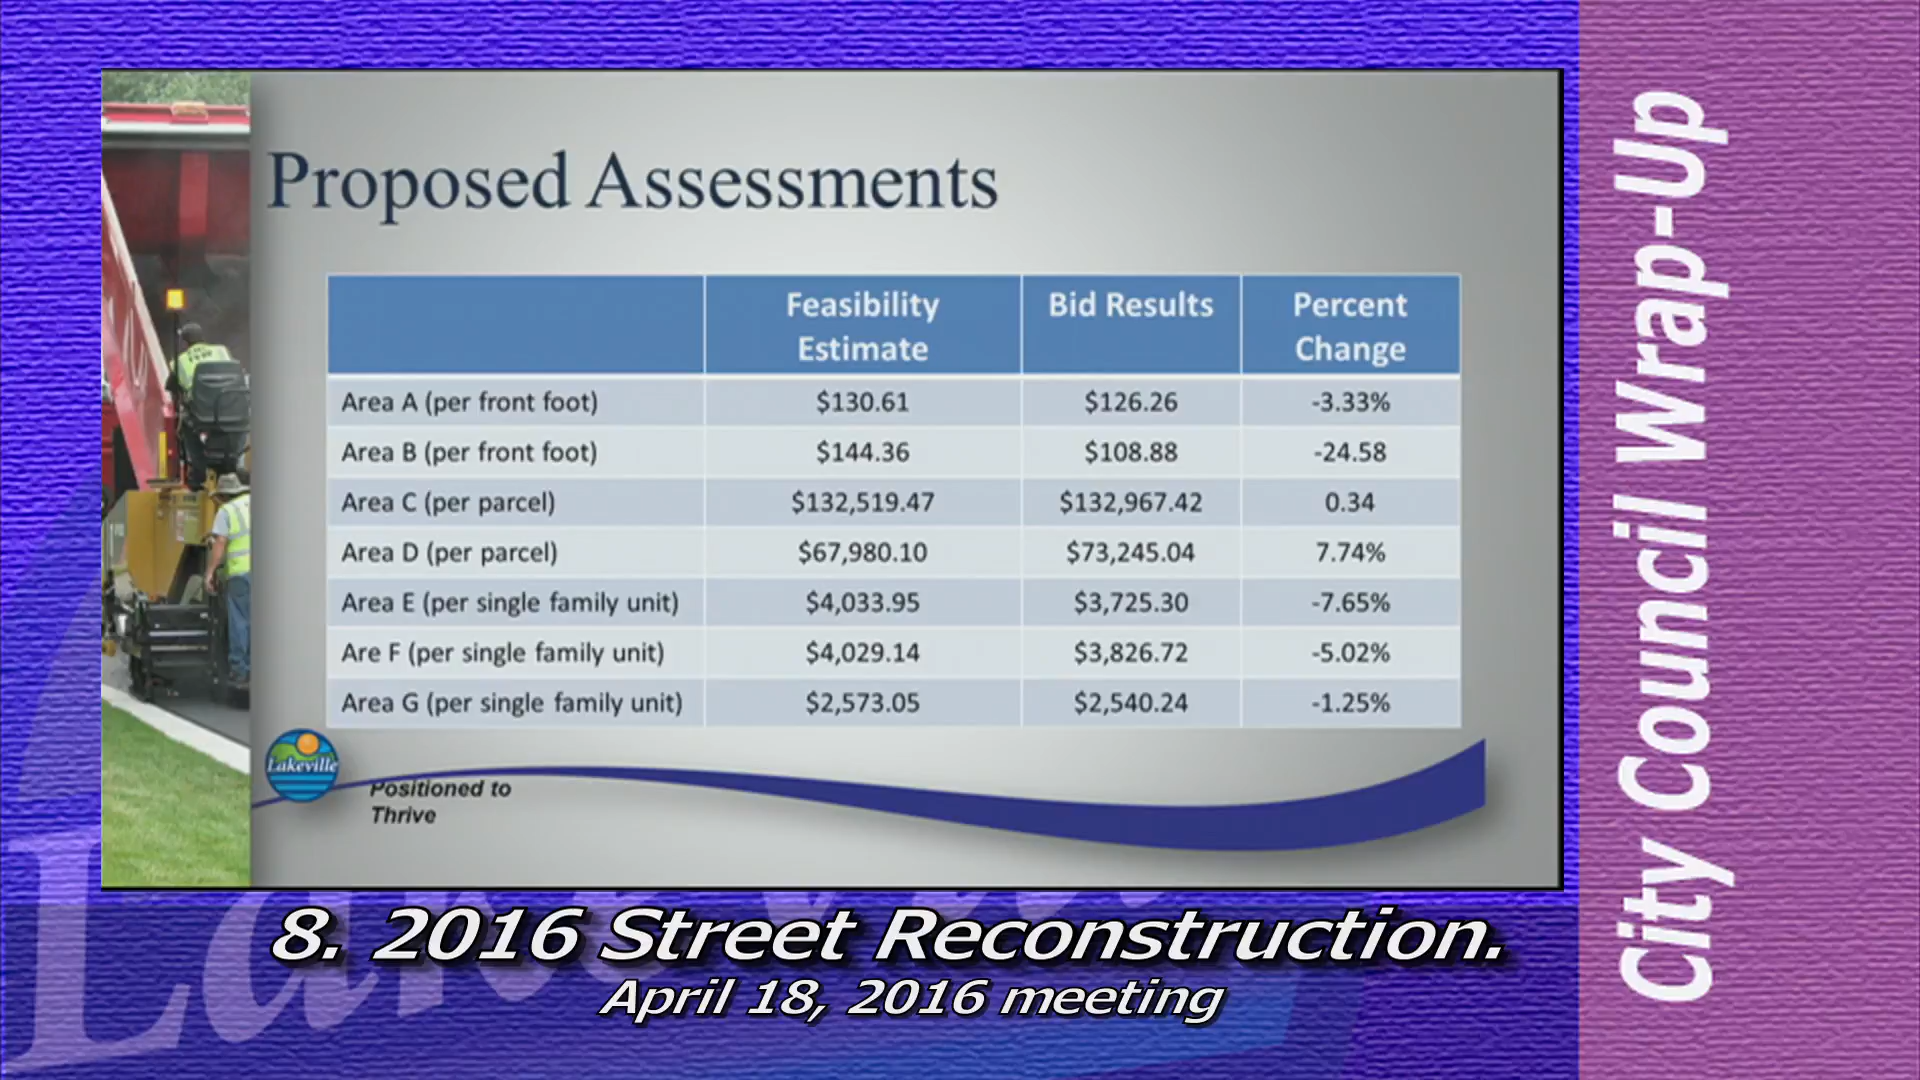 Proposed Assessments
Feasibility Estimate Bid Results Percent Change
Area A (per front foot) $130.61 $126.26 -3.33%
Area B (per front foot) $144.36 $108.88 -24.58
Area C (per parcel) $132,519.47 $132,967.42 0.34
Area D (per parcel) $67,980.10 $73,245.04 7.74%
Area E (per single family unit) $4,033.95 $3,725.30 -7.65%
Are F (per single family unit) $4,029.14 $3,826.72 -5.02%
Area G (per single family unit) $2,573.05 $2,540.24 -1.25%
Lakeville
Positioned to
Thrive
8. 2016 Street Reconstruction.
April 18, 2016 meeting
City Council Wrap-Up